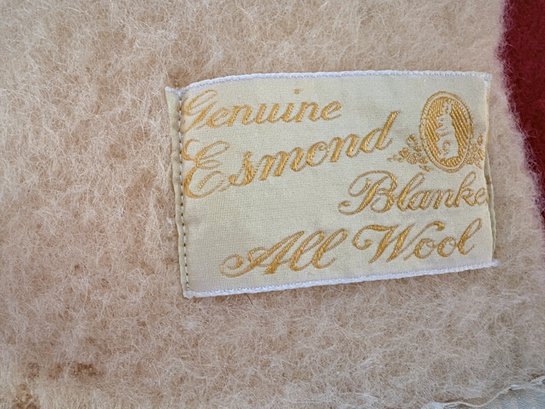 Genuine
Esmond
Blanke
All Wool